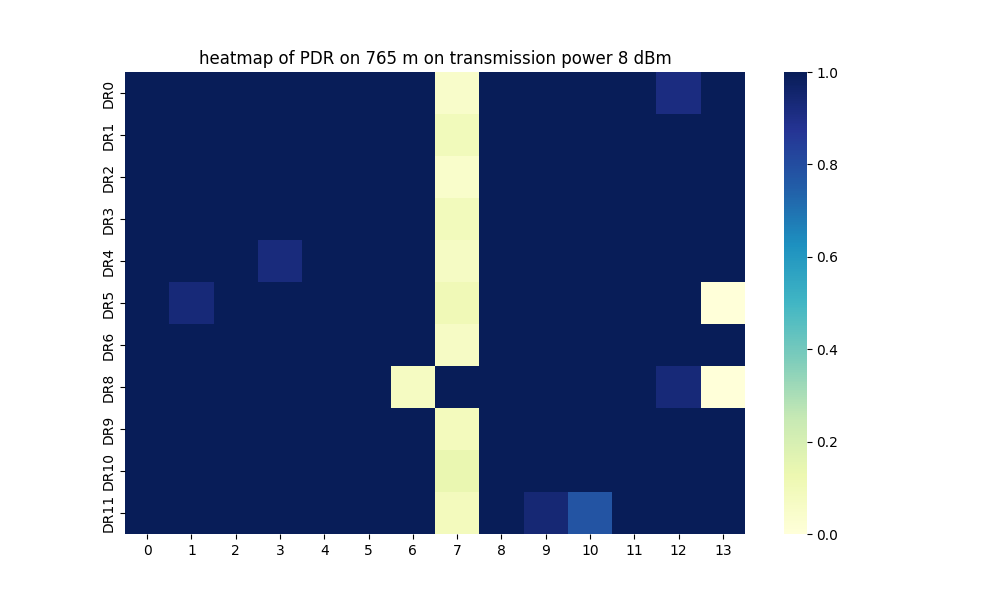 heatmap of PDR on 765 m on transmission power 8 dBm
DR0
DR1
DR2
DR3
DR4
DR5
DR6
DR8
DR9
DR10
DR11
0 1 2 3 4 5 6 7 8 9 10 11 12 13
1.0
0.8
0.6
0.4
0.2
0.0